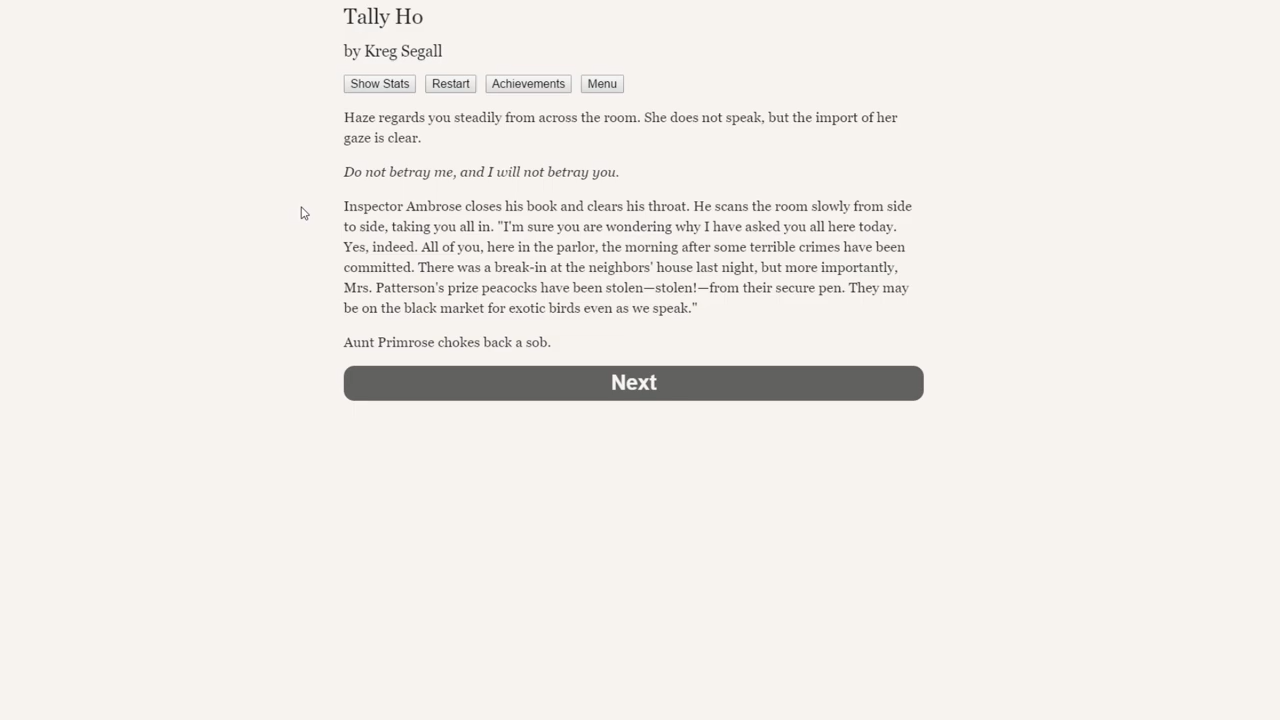 Tally Ho
by Kreg Segall
Show Stats Restart Achievements Menu
Haze regards you steadily from across the room. She does not speak, but the import of her
gaze is clear.
Do not betray me, and I will not betray you.
Inspector Ambrose closes his book and clears his throat. He scans the room slowly from side
to side, taking you all in. "I'm sure you are wondering why I have asked you all here today.
Yes, indeed. All of you, here in the parlor, the morning after some terrible crimes have been
committed. There was a break-in at the neighbors' house last night, but more importantly,
Mrs. Patterson's prize peacocks have been stolen—stolen!—from their secure pen. They may
be on the black market for exotic birds even as we speak."
Aunt Primrose chokes back a sob.
Next